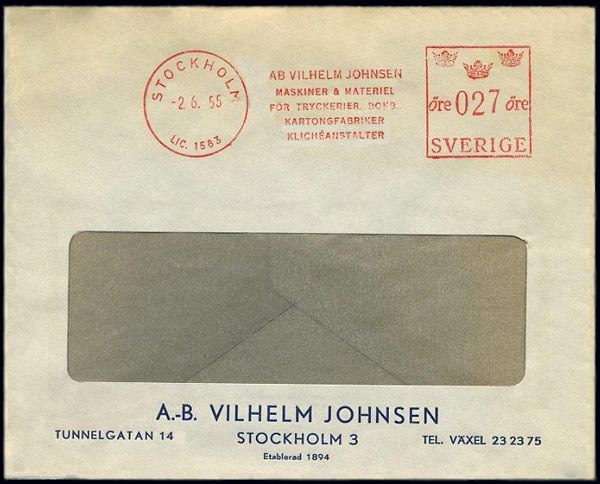 STOCKHOLM
-2.6.55
LIC. 1583
AB VILHELM JOHNSEN
MASKINER & MATERIEL
FÖR TRYCKERIER. BOKB.
KARTONGFABRIKER
KLICHÉANSTALTER
öre 027 öre
SVERIGE
A.-B. VILHELM JOHNSEN
TUNNELGATAN 14 STOCKHOLM 3 TEL. VÄXEL 23 23 75
Etablerad 1894